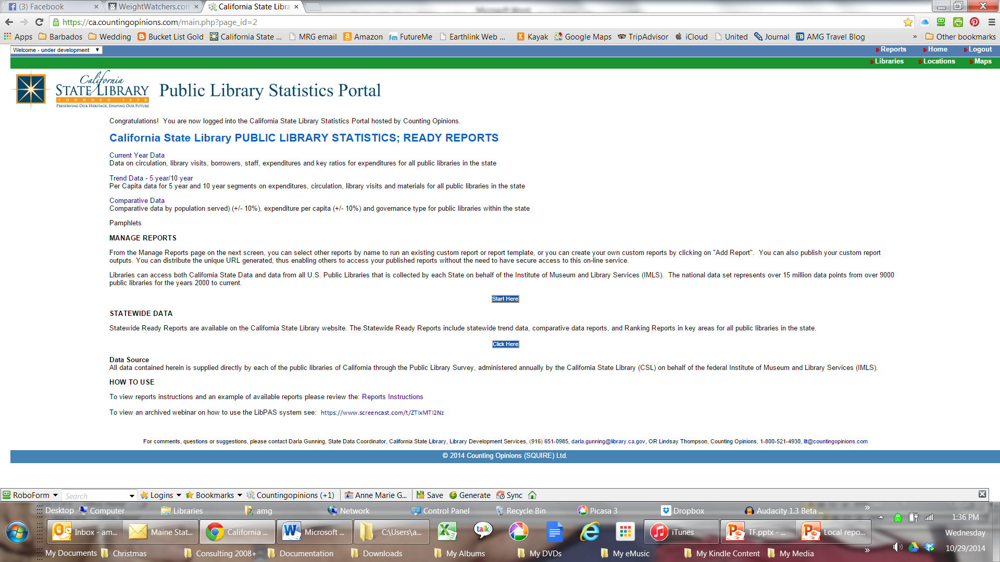 (3) Facebook
WeightWatchers.con
California State Libra
Microsoft Word
https://ca.countingopinions.com/main.php?page_id=2
Apps Barbados Wedding Bucket List Gold California State ... MRG email Amazon FutureMe Earthlink Web ... Kayak Google Maps TripAdvisor iCloud United Journal AMG Travel Blog » Other bookmarks
Welcome - under development
Reports Home Logout
Libraries Locations Maps
California
STATE LIBRARY
FOUNDED 1850
PRESERVING OUR HERITAGE, SHAPING OUR FUTURE
Public Library Statistics Portal
Congratulations! You are now logged into the California State Library Statistics Portal hosted by Counting Opinions.
California State Library PUBLIC LIBRARY STATISTICS; READY REPORTS
Current Year Data
Data on circulation, library visits, borrowers, staff, expenditures and key ratios for expenditures for all public libraries in the state
Trend Data - 5 year/10 year
Per Capita data for 5 year and 10 year segments on expenditures, circulation, library visits and materials for all public libraries in the state
Comparative Data
Comparative data by population served) (+/- 10%), expenditure per capita (+/- 10%) and governance type for public libraries within the state
Pamphlets
MANAGE REPORTS
From the Manage Reports page on the next screen, you can select other reports by name to run an existing custom report or report template, or you can create your own custom reports by clicking on "Add Report". You can also publish your custom report
outputs. You can distribute the unique URL generated, thus enabling others to access your published reports without the need to have secure access to this on-line service.
Libraries can access both California State Data and data from all U.S. Public Libraries that is collected by each State on behalf of the Institute of Museum and Library Services (IMLS). The national data set represents over 15 million data points from over 9000
public libraries for the years 2000 to current.
Start Here
STATEWIDE DATA
Statewide Ready Reports are available on the California State Library website. The Statewide Ready Reports include statewide trend data, comparative data reports, and Ranking Reports in key areas for all public libraries in the state.
Click Here
Data Source
All data contained herein is supplied directly by each of the public libraries of California through the Public Library Survey, administered annually by the California State Library (CSL) on behalf of the federal Institute of Museum and Library Services (IMLS).
HOW TO USE
To view reports instructions and an example of available reports please review the: Reports Instructions
To view an archived webinar on how to use the LibPAS system see: https://www.screencast.com/t/ZTIxMTI2Nz
For comments, questions or suggestions, please contact Darla Gunning, State Data Coordinator, California State Library, Library Development Services, (916) 651-0985, darla.gunning@library.ca.gov, OR Lindsay Thompson, Counting Opinions, 1-800-521-4930, llt@countingopinions.com
© 2014 Counting Opinions (SQUIRE) Ltd.
RoboForm Search Logins Bookmarks Countingopinions (+1) Anne Marie G... Save Generate Sync
Desktop Computer Libraries amg Network Control Panel Recycle Bin Picasa 3 Dropbox Audacity 1.3 Beta ... »
Inbox - am... Maine Stat... California ... Microsoft ... C:\Users\a... talk iTunes TF.pptx - ... Local repo...
1:36 PM
Wednesday
10/29/2014
My Documents Christmas Consulting 2008+ Documentation Downloads My Albums My DVDs My eMusic My Kindle Content My Media »